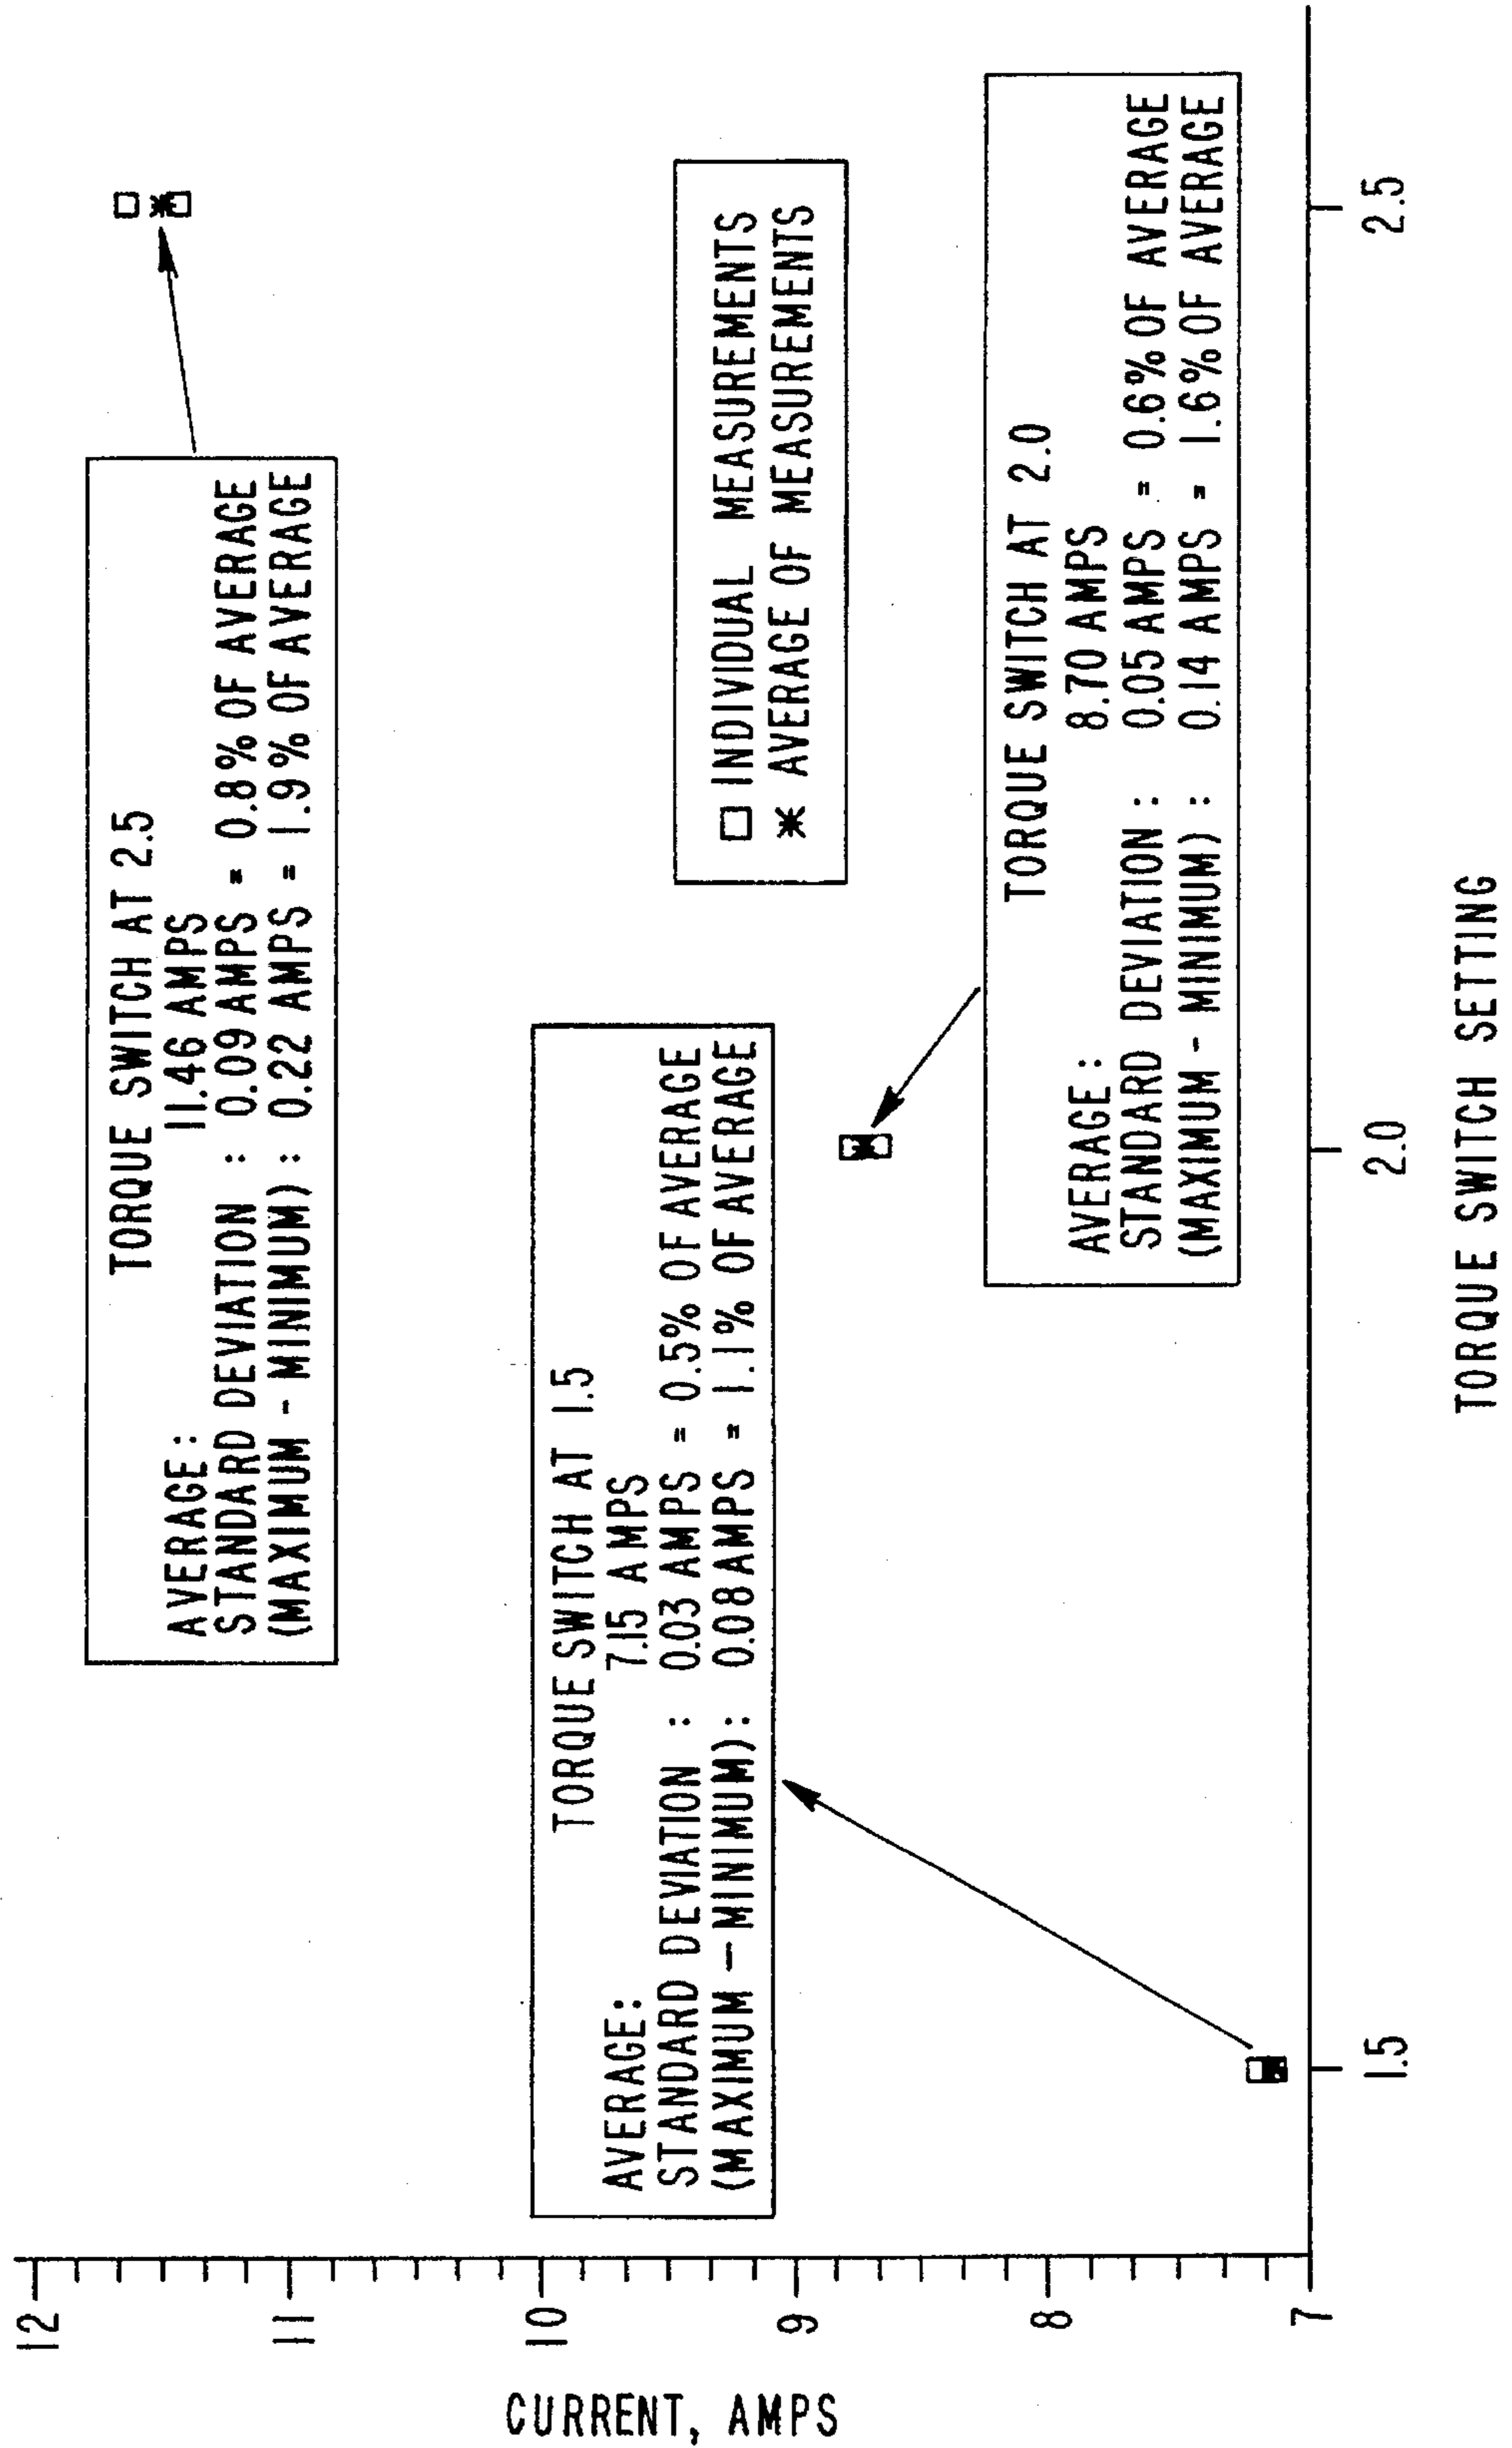 CURRENT, AMPS
12
11
10
9
8
7
TORQUE SWITCH AT 2.5
AVERAGE: 11.46 AMPS
STANDARD DEVIATION : 0.09 AMPS = 0.8% OF AVERAGE
(MAXIMUM - MINIMUM) : 0.22 AMPS = 1.9% OF AVERAGE
TORQUE SWITCH AT 1.5
AVERAGE: 7.15 AMPS
STANDARD DEVIATION : 0.03 AMPS = 0.5% OF AVERAGE
(MAXIMUM - MINIMUM): 0.08 AMPS = 1.1% OF AVERAGE
□ INDIVIDUAL MEASUREMENTS
* AVERAGE OF MEASUREMENTS
TORQUE SWITCH AT 2.0
AVERAGE: 8.70 AMPS
STANDARD DEVIATION : 0.05 AMPS = 0.6% OF AVERAGE
(MAXIMUM - MINIMUM) : 0.14 AMPS = 1.6% OF AVERAGE
1.5
2.0
2.5
TORQUE SWITCH SETTING